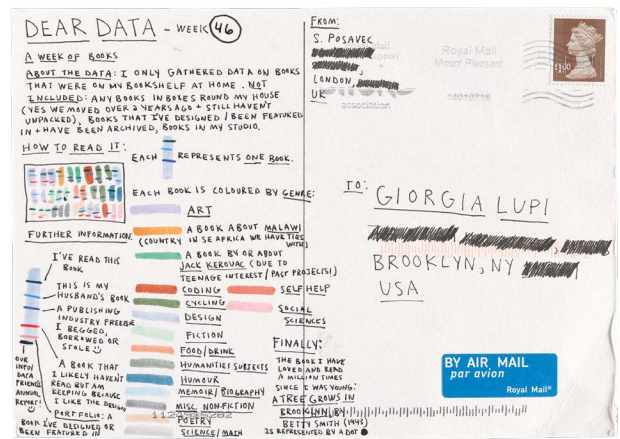 DEAR DATA - WEEK 46
A WEEK OF BOOKS
ABOUT THE DATA: I ONLY GATHERED DATA ON BOOKS
THAT WERE ON MY BOOKSHELF AT HOME. NOT
INCLUDED: ANY BOOKS IN BOXES ROUND MY HOUSE
(YES WE MOVED OVER 2 YEARS AGO + STILL HAVEN'T
UNPACKED), BOOKS THAT I'VE DESIGNED / BEEN FEATURED
IN + HAVE BEEN ARCHIVED, BOOKS IN MY STUDIO.
HOW TO READ IT:
EACH REPRESENTS ONE BOOK.
EACH BOOK IS COLOURED BY GENRE:
ART
A BOOK ABOUT MALAWI
(COUNTRY IN SE AFRICA WE HAVE TIES
WITH)
A BOOK BY OR ABOUT
JACK KEROUAC (DUE TO
TEENAGE INTEREST / PAST PROJECTS!)
CODING
SELF HELP
CYCLING
SOCIAL
SCIENCES
DESIGN
FICTION
FOOD/DRINK
HUMANITIES SUBJECTS
HUMOUR
MEMOIR/BIOGRAPHY
MISC. NON-FICTION
POETRY
SCIENCE/MATH
FURTHER INFORMATION.
I'VE READ THIS
BOOK
THIS IS MY
HUSBAND'S BOOK
A PUBLISHING
INDUSTRY FREEBIE
I BEGGED,
BORROWED OR
STOLE
A BOOK THAT
I LIKELY HAVEN'T
READ BUT AM
KEEPING BECAUSE
I LIKE THE DESIGN
OUR
INFO/
DATA
FRIENDS
ANNUAL
REPORT!
PORTFOLIO: A
BOOK I'VE DESIGNED OR
BEEN FEATURED IN
FINALLY:
THE BOOK I HAVE
LOVED AND READ
A MILLION TIMES
SINCE I WAS YOUNG:
A TREE GROWS IN
BROOKLYN BY
BETTY SMITH (1943)
IS REPRESENTED BY A DOT
FROM:
S. POSAVEC
LONDON,
UK
association
Royal Mail
Mount Pleasant
£1.00
TO:
GIORGIA LUPI
BROOKLYN, NY
USA
BY AIR MAIL
par avion
Royal Mail®